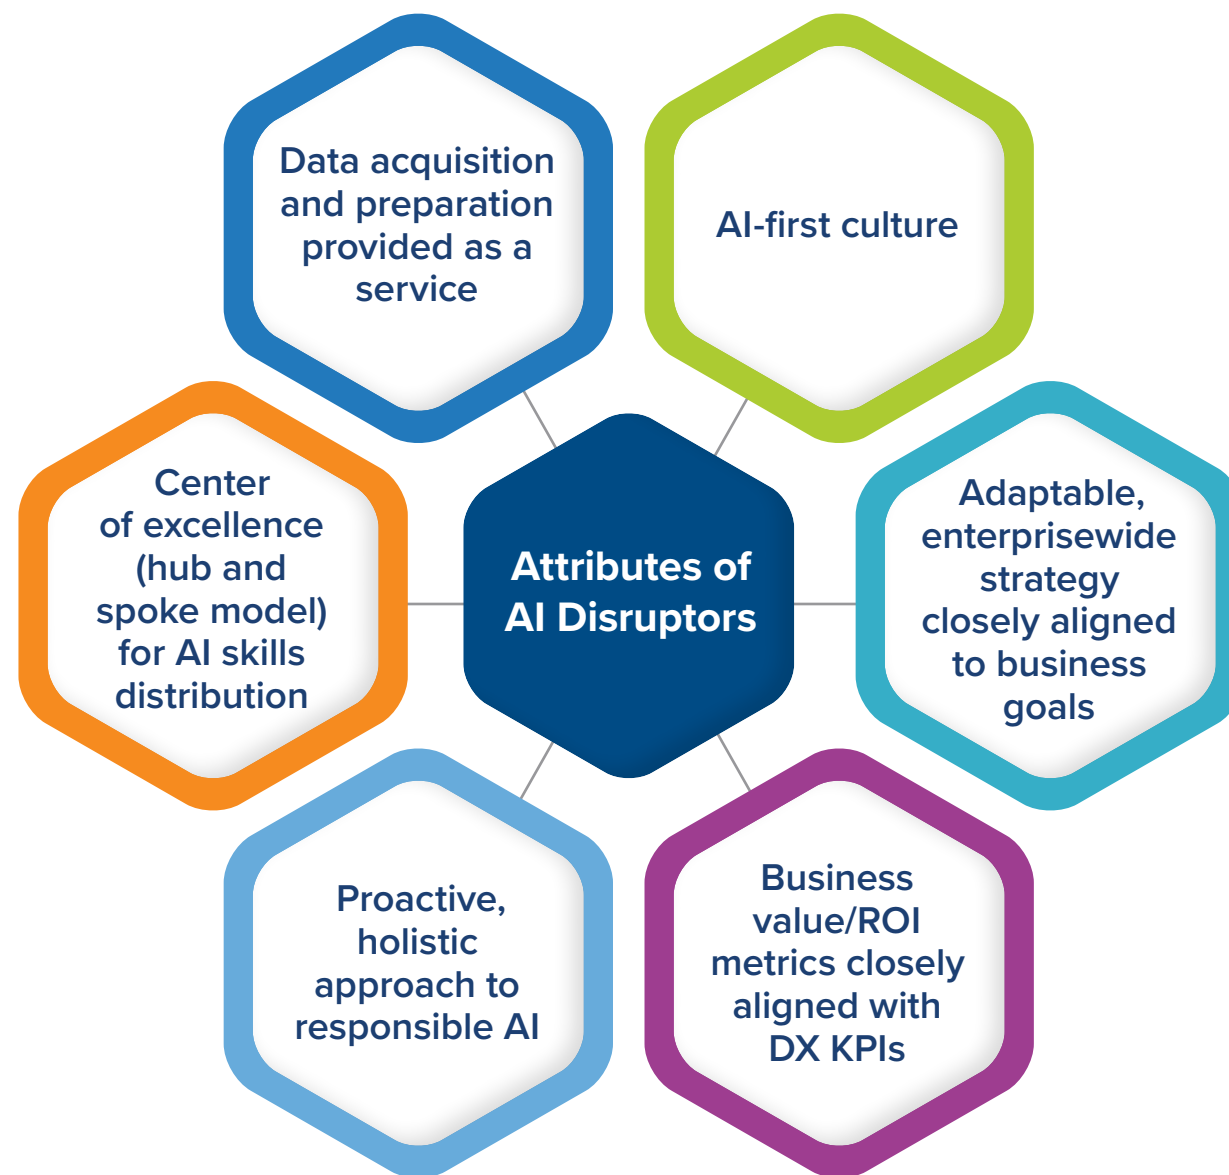 Data acquisition
and preparation
provided as a
service
AI-first culture
Center
of excellence
(hub and
spoke model)
for AI skills
distribution
Attributes of
AI Disruptors
Adaptable,
enterprisewide
strategy
closely aligned
to business
goals
Proactive,
holistic
approach to
responsible AI
Business
value/ROI
metrics closely
aligned with
DX KPIs